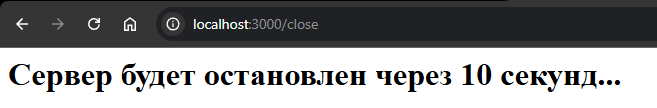 localhost:3000/close
Сервер будет остановлен через 10 секунд...